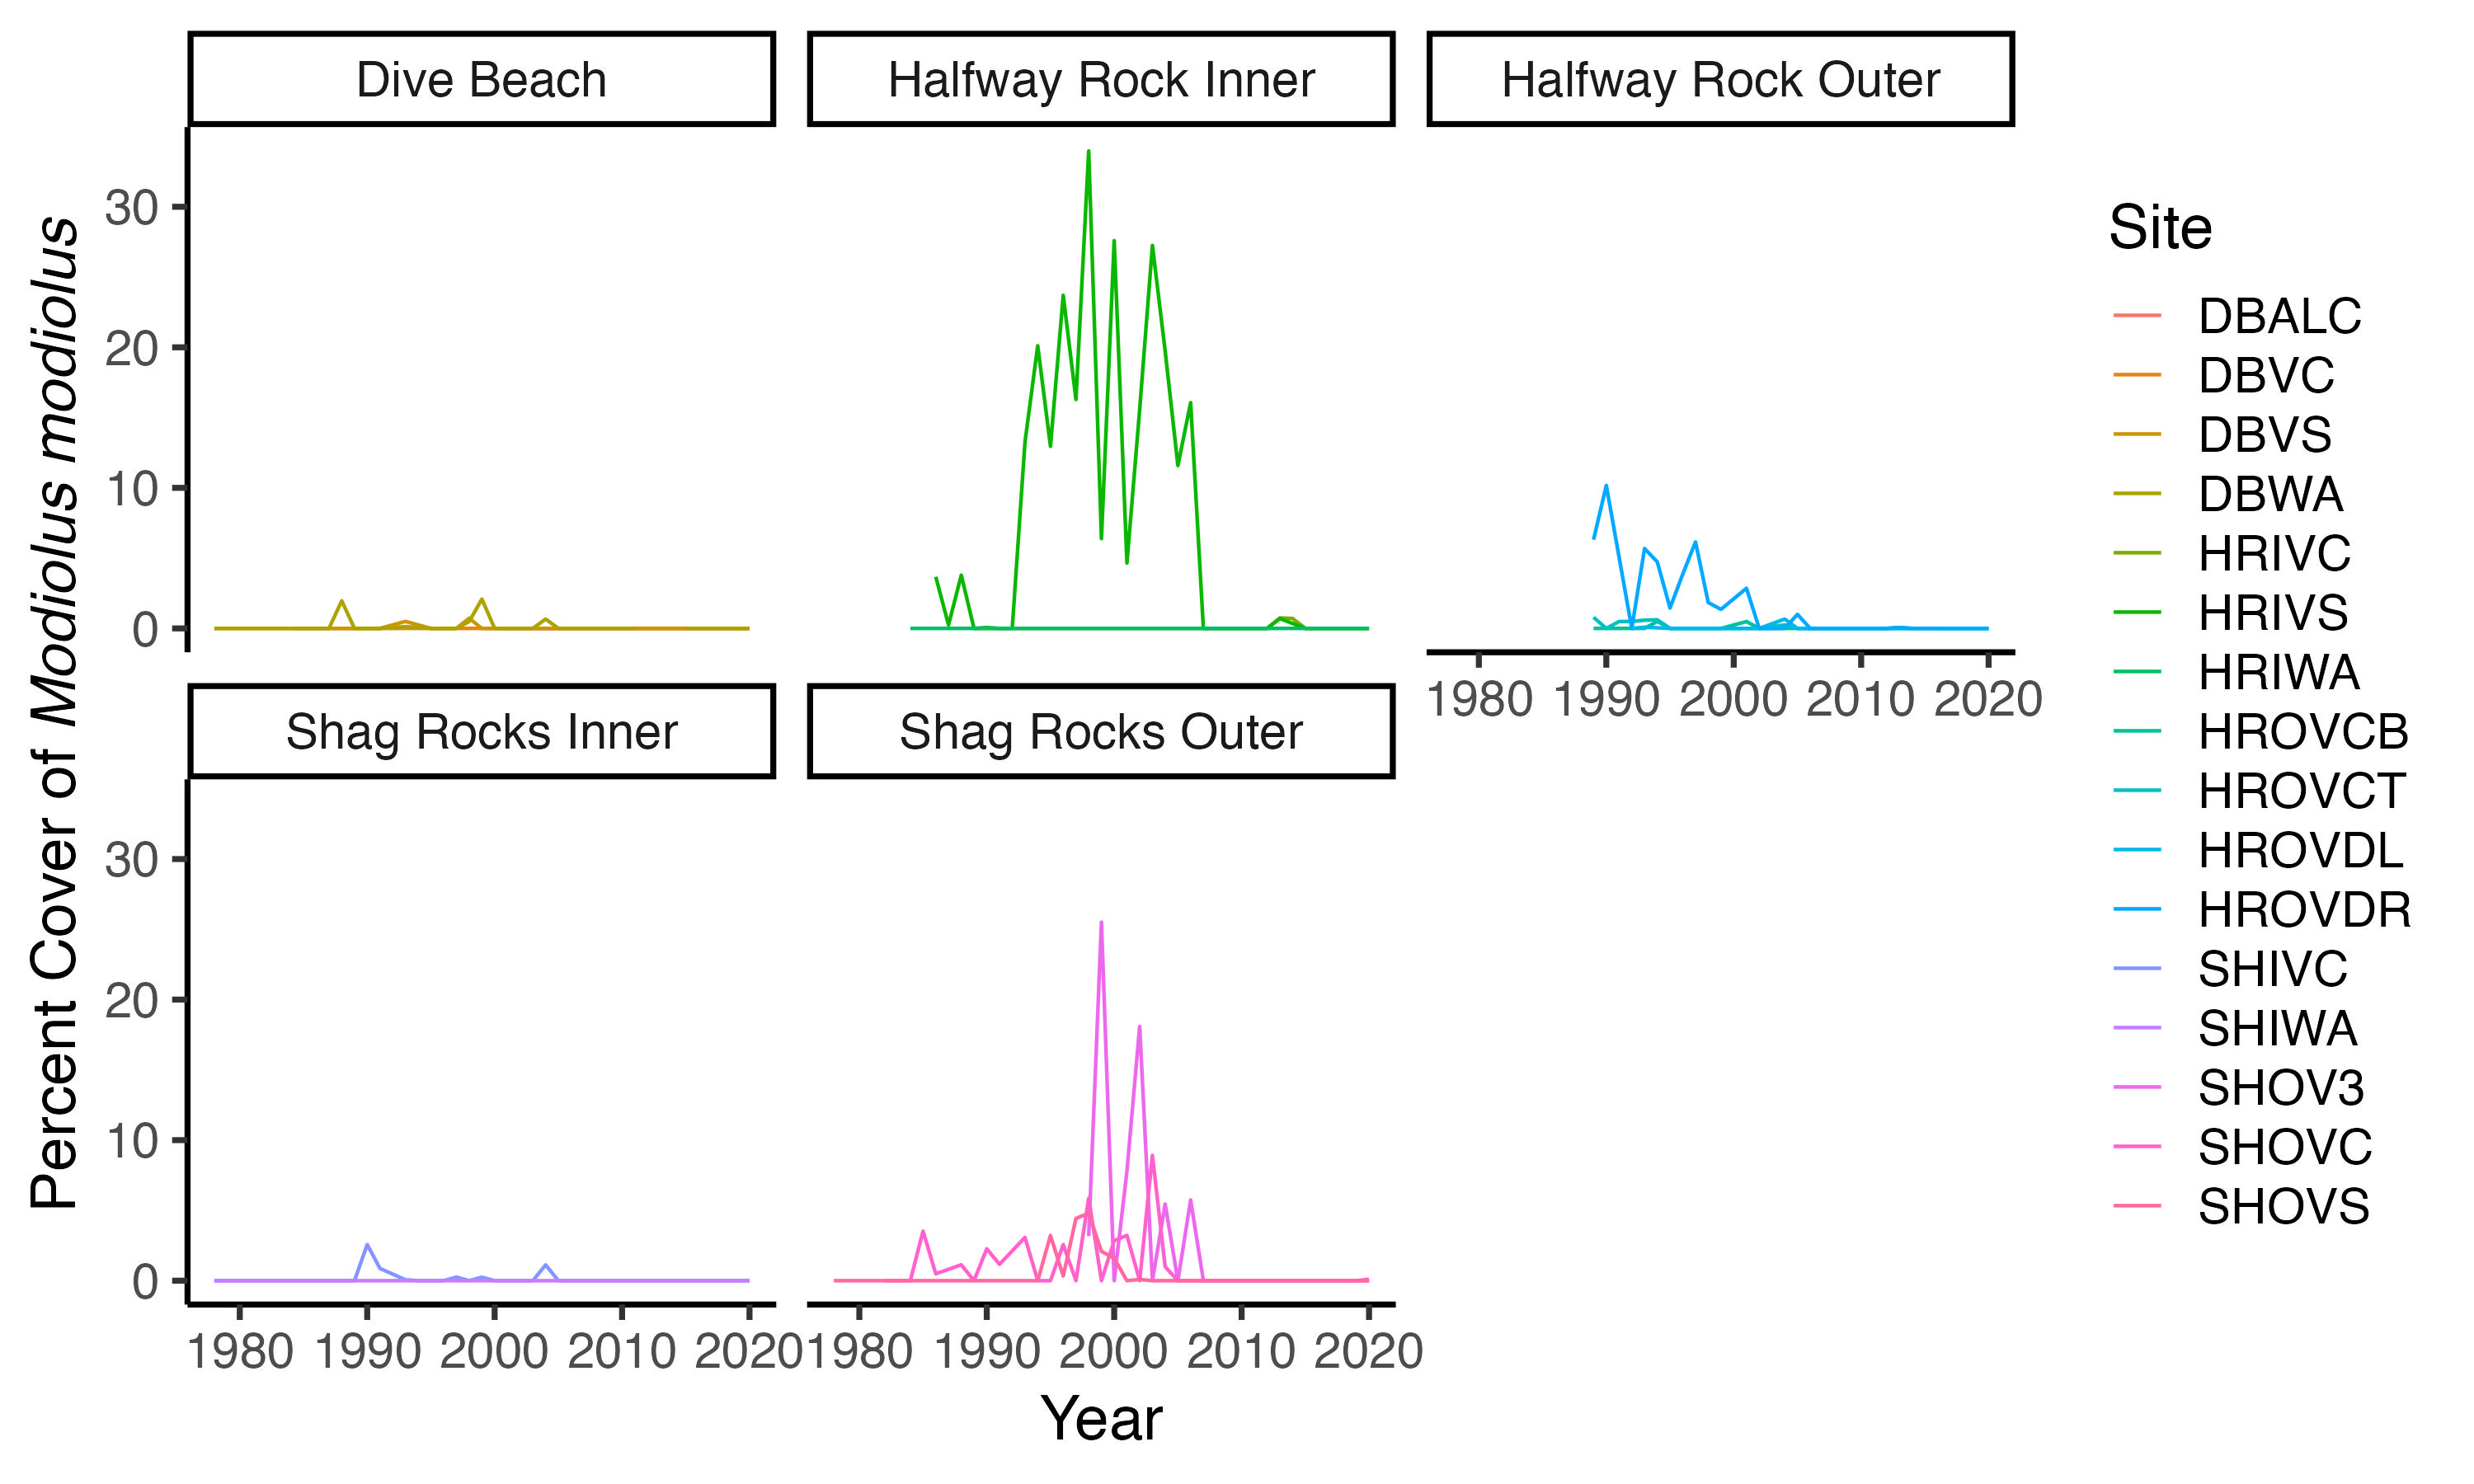 Dive Beach
Halfway Rock Inner
Halfway Rock Outer
Percent Cover of Modiolus modiolus
30
20
10
0
1980 1990 2000 2010 2020
Shag Rocks Inner
Shag Rocks Outer
30
20
10
0
1980 1990 2000 2010 2020
1980 1990 2000 2010 2020
Year
Site
DBALC
DBVC
DBVS
DBWA
HRIVC
HRIVS
HRIWA
HROVCB
HROVCT
HROVDL
HROVDR
SHIVC
SHIWA
SHOV3
SHOVC
SHOVS